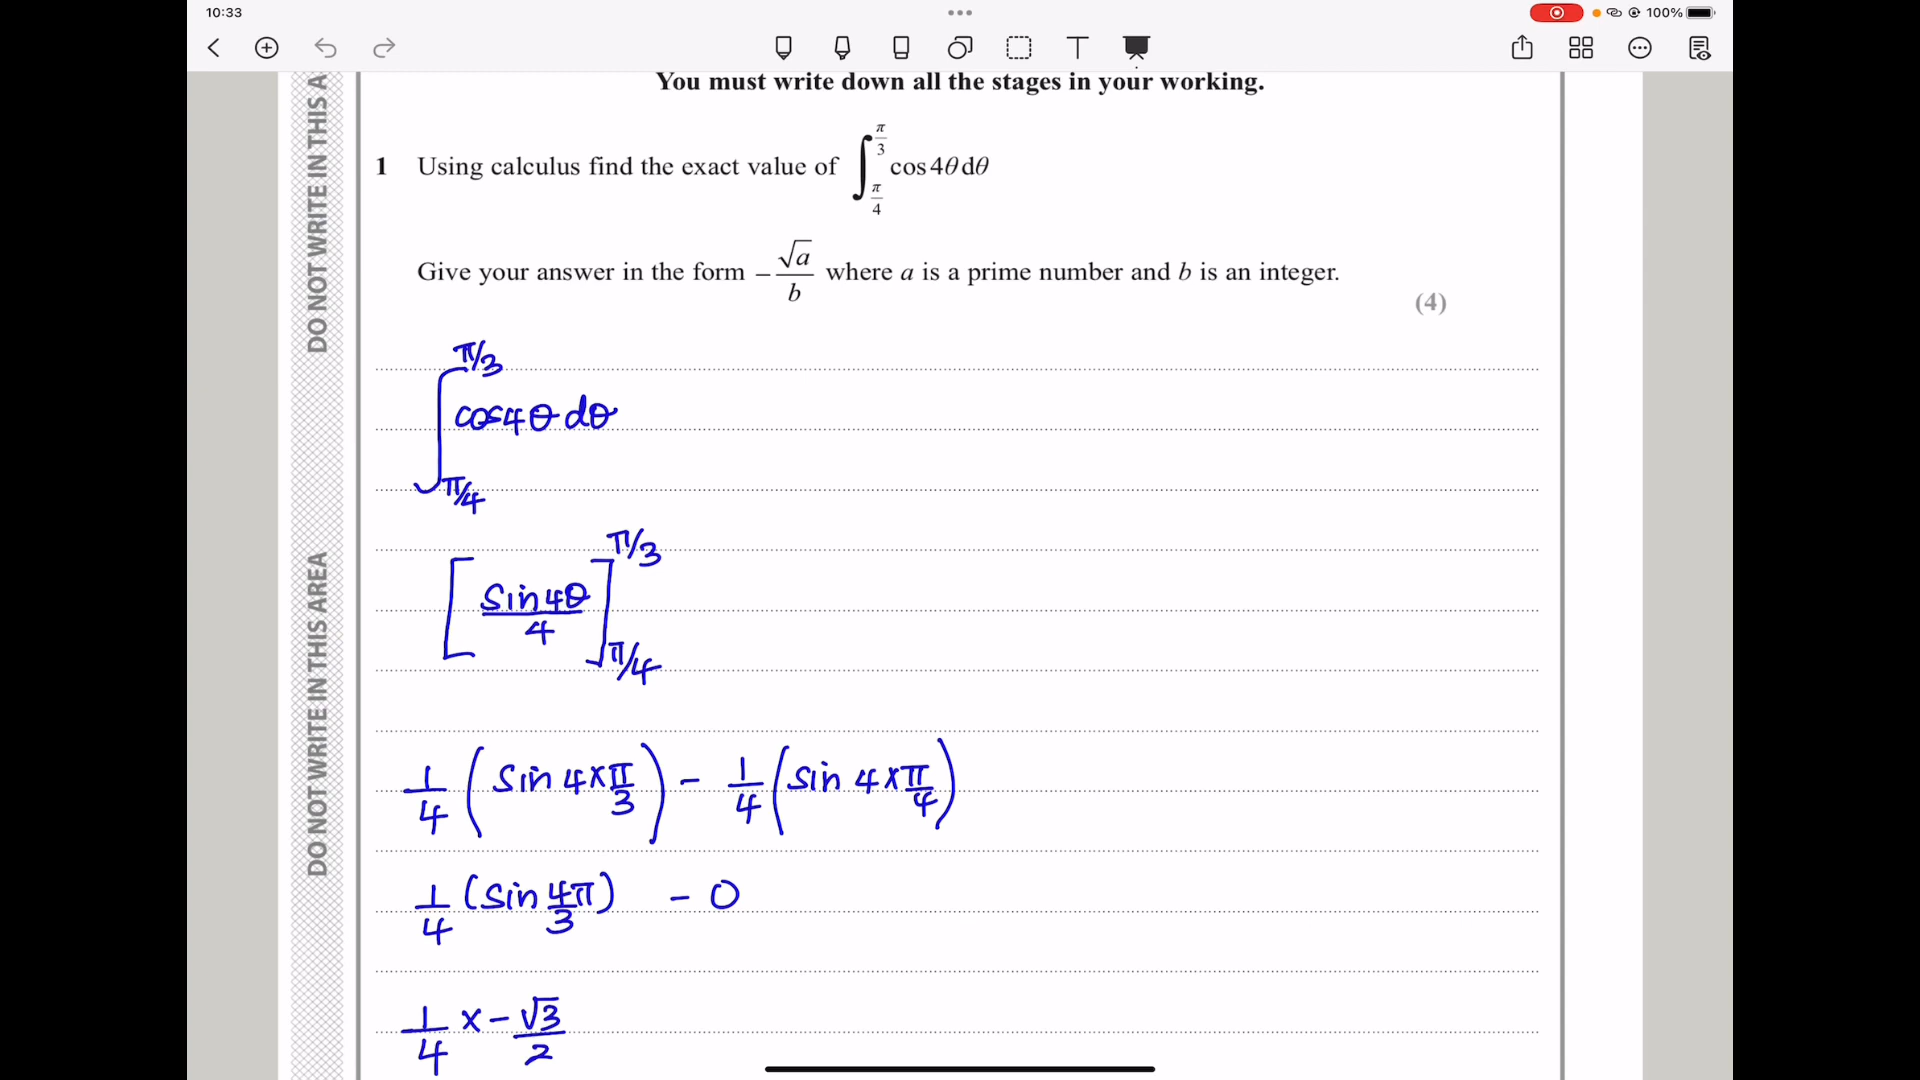 10:33
100%
You must write down all the stages in your working.
1 Using calculus find the exact value of ∫_{π/4}^{π/3} cos 4θ dθ
Give your answer in the form −√a/b where a is a prime number and b is an integer.
(4)
∫_{π/4}^{π/3} cos4θ dθ
[sin4θ/4]_{π/4}^{π/3}
1/4 (sin 4×π/3) − 1/4 (sin 4×π/4)
1/4 (sin 4π/3) − 0
1/4 × −√3/2
DO NOT WRITE IN THIS A
DO NOT WRITE IN THIS AREA